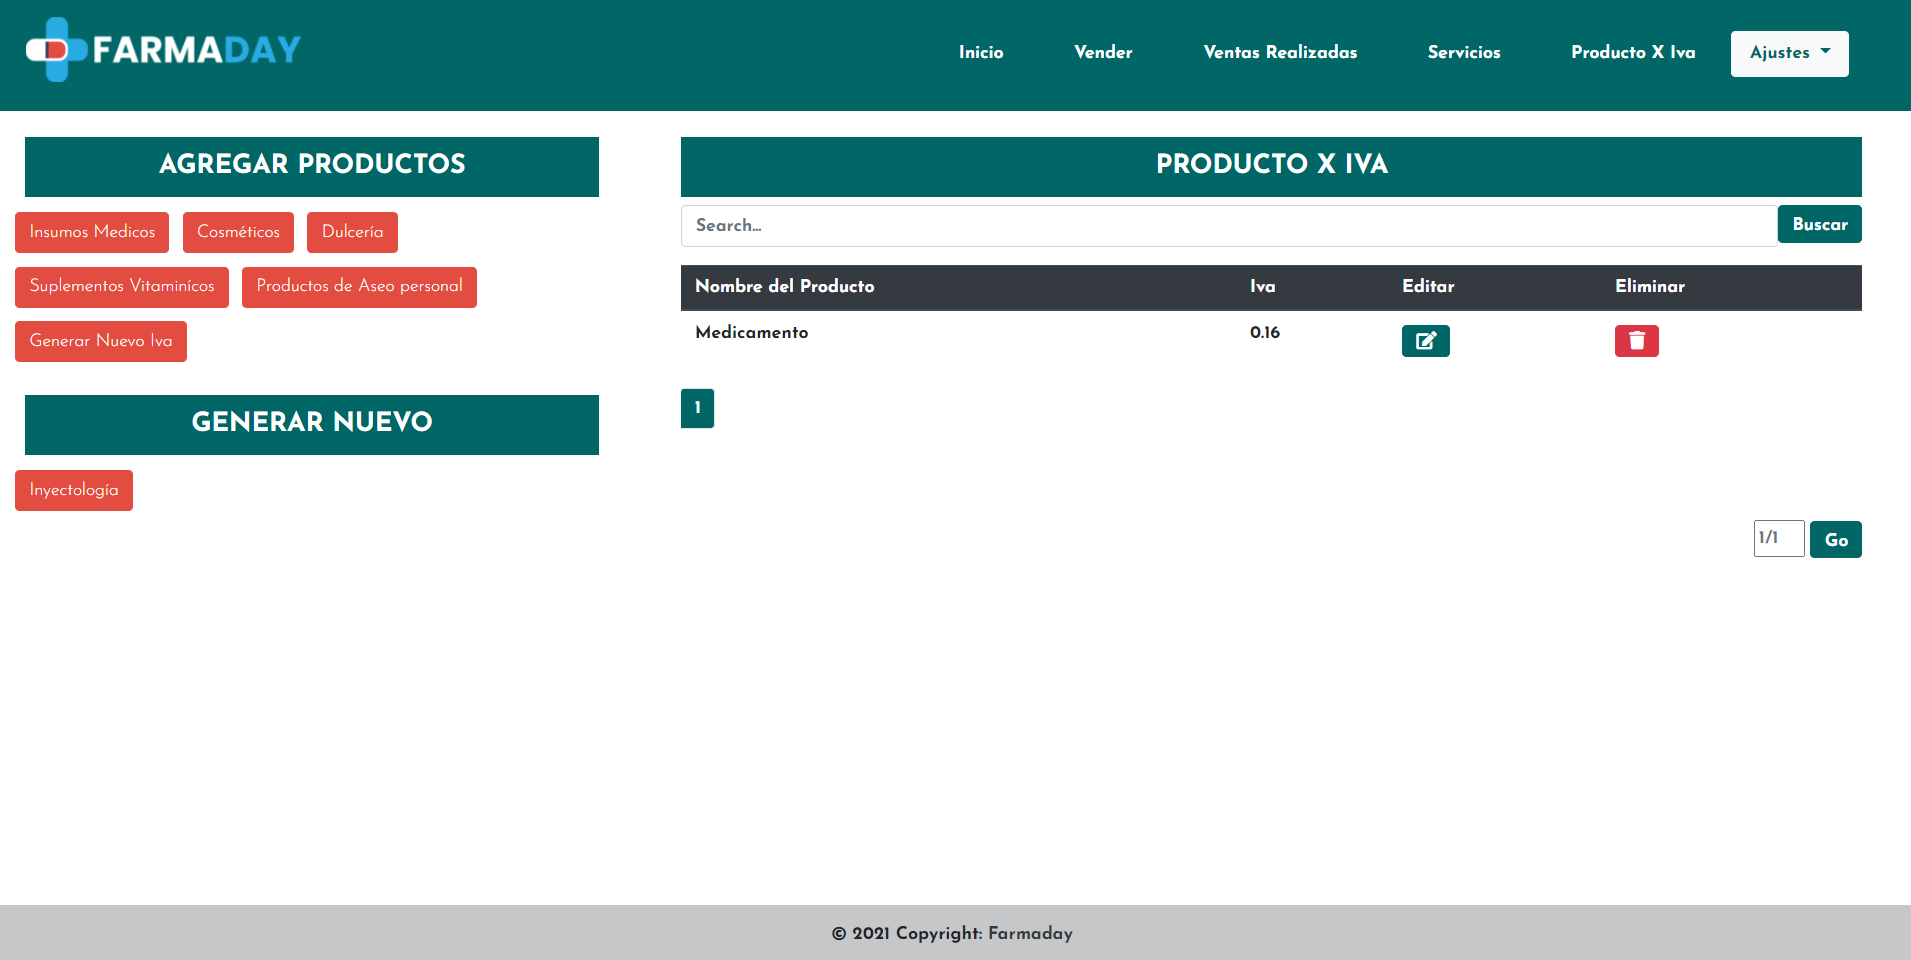 FARMADAY
Inicio Vender Ventas Realizadas Servicios Producto X Iva Ajustes
AGREGAR PRODUCTOS
Insumos Medicos Cosméticos Dulcería
Suplementos Vitaminícos Productos de Aseo personal
Generar Nuevo Iva
GENERAR NUEVO
Inyectología
PRODUCTO X IVA
Search... Buscar
Nombre del Producto Iva Editar Eliminar
Medicamento 0.16
1
1/1 Go
© 2021 Copyright: Farmaday